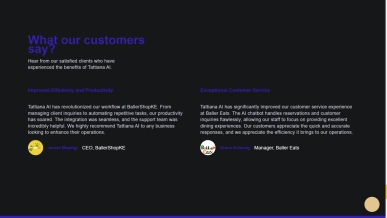 What our customers
say?
Hear from our satisfied clients who have
experienced the benefits of Tattiana AI.
Improved Efficiency and Productivity
Tattiana AI has revolutionized our workflow at BallerShopKE. From
managing client inquiries to automating repetitive tasks, our productivity
has soared. The integration was seamless, and the support team was
incredibly helpful. We highly recommend Tattiana AI to any business
looking to enhance their operations.
CEO, BallerShopKE
Exceptional Customer Service
Tattiana AI has significantly improved our customer service experience
at Baller Eats. The AI chatbot handles reservations and customer
inquiries flawlessly, allowing our staff to focus on providing excellent
dining experiences. Our customers appreciate the quick and accurate
responses, and we appreciate the efficiency it brings to our operations.
Manager, Baller Eats